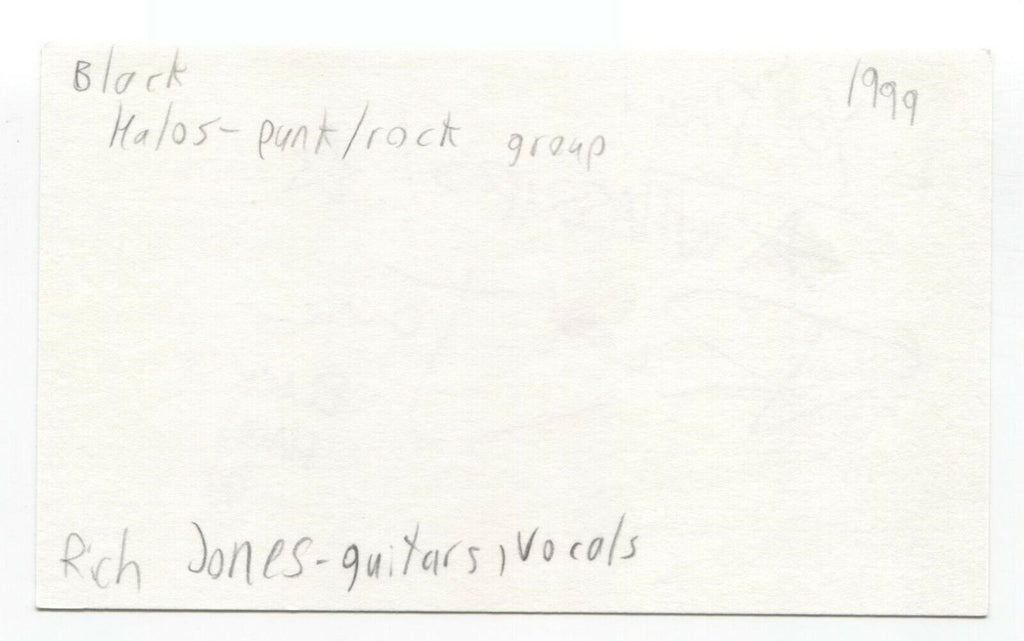 Black
1999
Halos- punk/rock group
Rich Jones-guitars, vocals